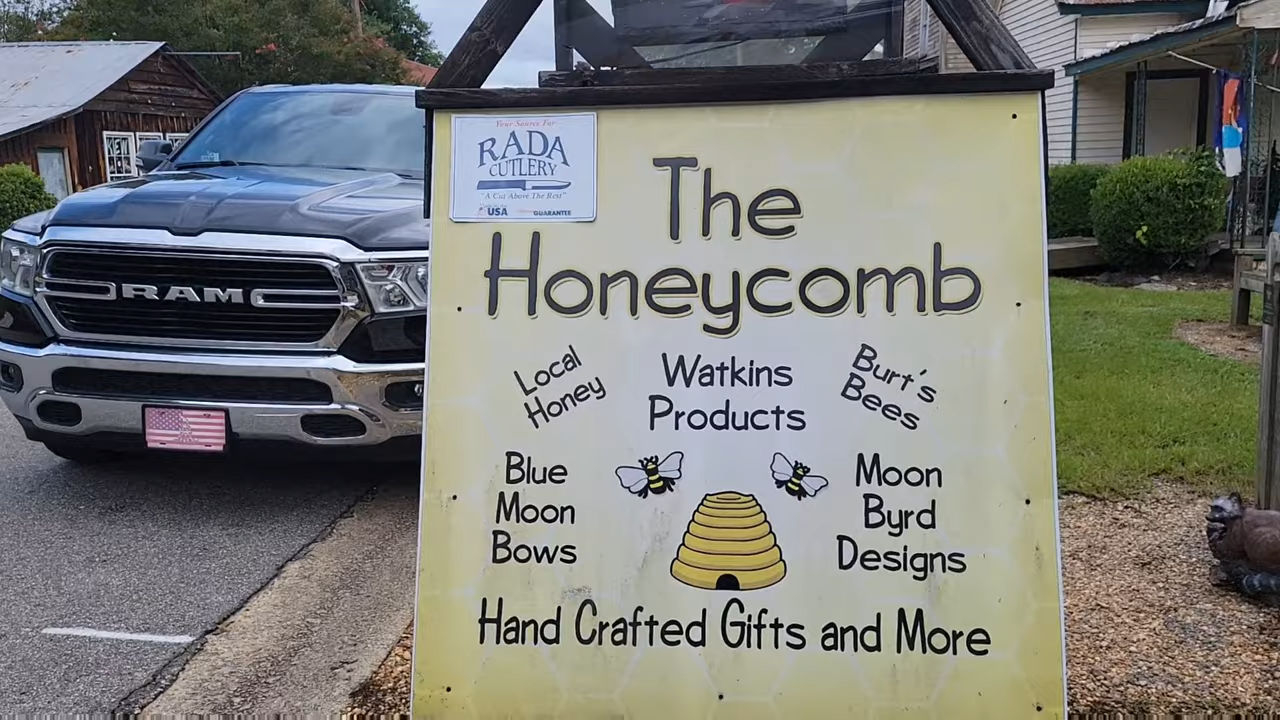 RAM
Your Source For
RADA
CUTLERY
"A Cut Above The Rest"
USA
GUARANTEE
The
Honeycomb
Local
Honey
Watkins
Products
Burt's
Bees
Blue
Moon
Bows
Moon
Byrd
Designs
Hand Crafted Gifts and More